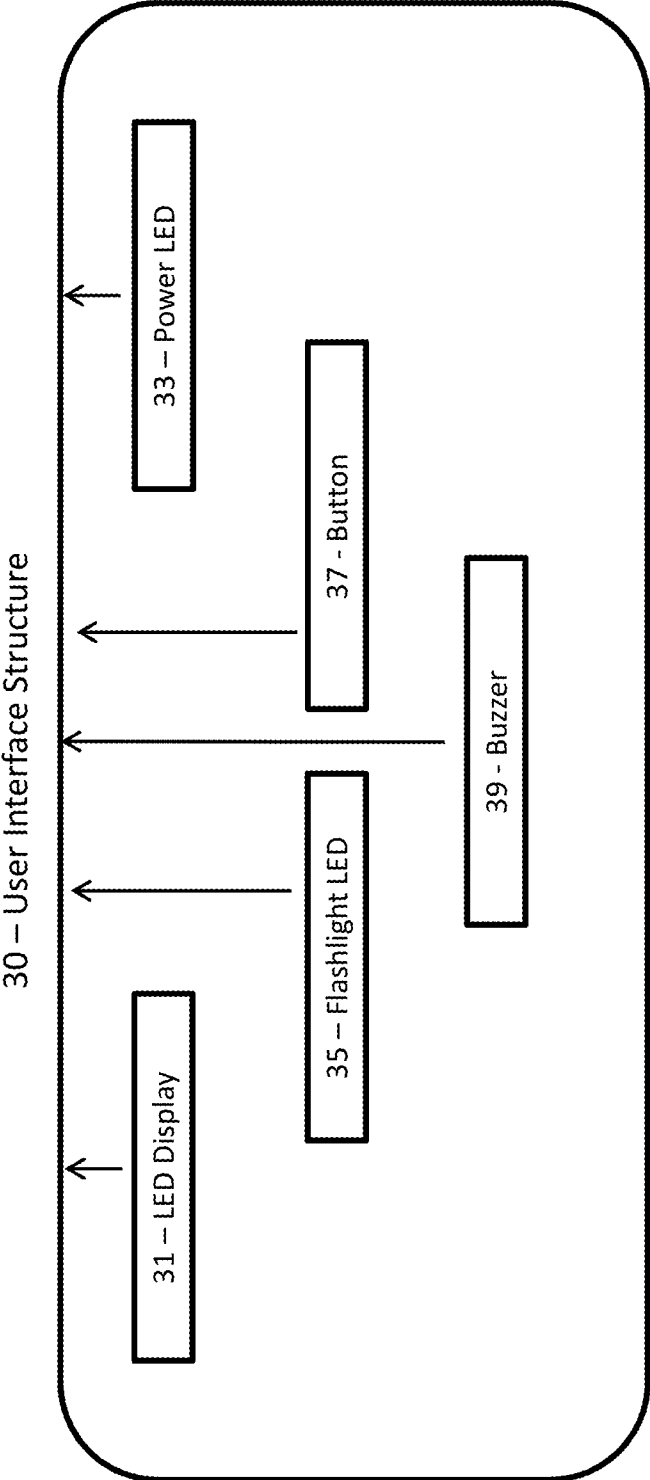 30 – User Interface Structure
31 – LED Display
33 – Power LED
35 – Flashlight LED
37 - Button
39 - Buzzer